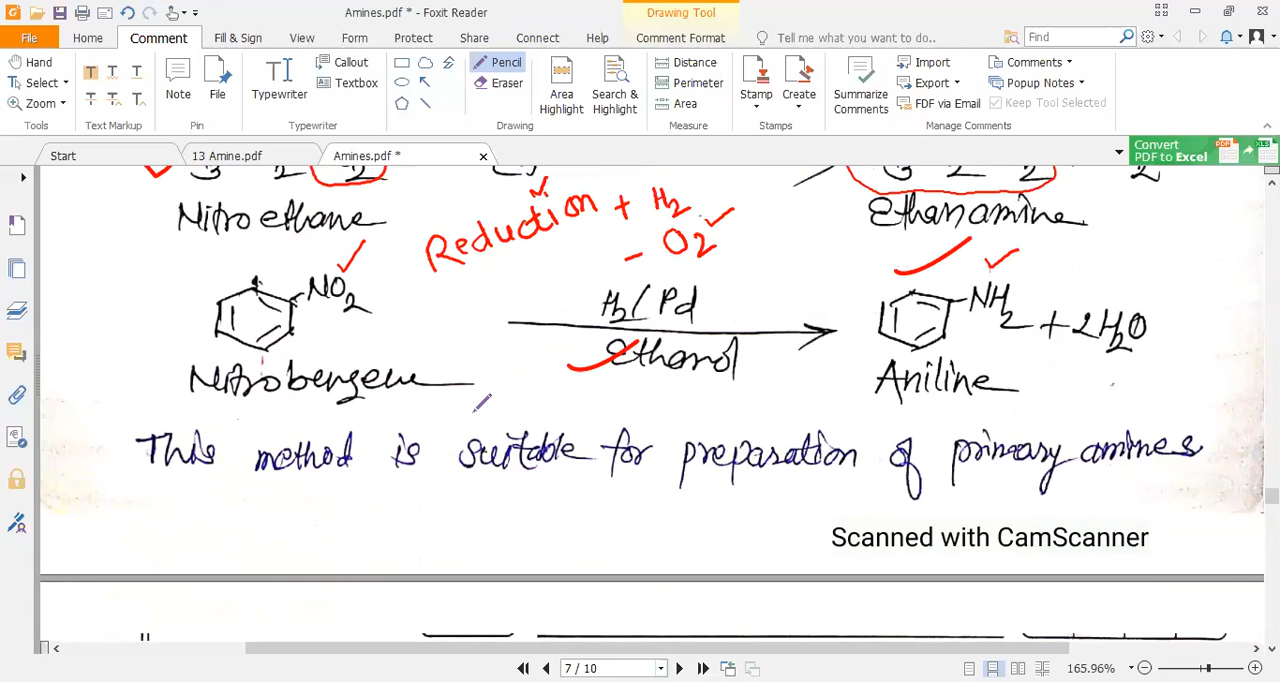 Amines.pdf * - Foxit Reader
Drawing Tool
File Home Comment Fill & Sign View Form Protect Share Connect Help Comment Format Tell me what you want to do.. Find
Hand
Select
Zoom
Tools
Text Markup
Note
File
Pin
Typewriter
Callout
Textbox
Typewriter
Pencil
Eraser
Drawing
Area Highlight
Search & Highlight
Distance
Perimeter
Area
Measure
Stamp
Create
Stamps
Summarize Comments
Import
Export
FDF via Email
Comments
Popup Notes
Keep Tool Selected
Manage Comments
Start 13 Amine.pdf Amines.pdf *
Convert
PDF to Excel
Nitroethane
Reduction + H2
- O2
Ethanamine
NO2
H2/Pd
Ethanol
NH2 + 2H2O
Nitrobenzene
Aniline
This method is suitable for preparation of primary amines
Scanned with CamScanner
7 / 10
165.96%